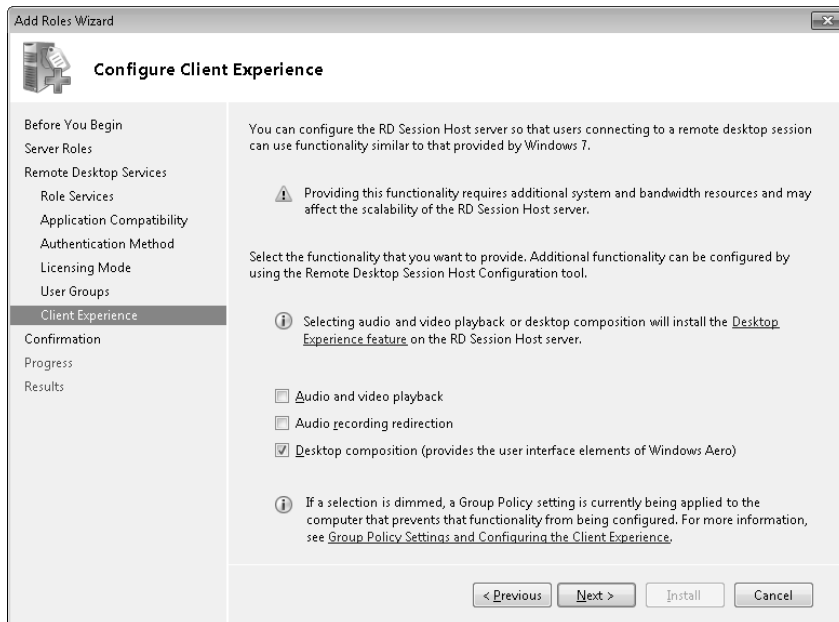 Add Roles Wizard
Configure Client Experience
Before You Begin
Server Roles
Remote Desktop Services
Role Services
Application Compatibility
Authentication Method
Licensing Mode
User Groups
Client Experience
Confirmation
Progress
Results
You can configure the RD Session Host server so that users connecting to a remote desktop session
can use functionality similar to that provided by Windows 7.
Providing this functionality requires additional system and bandwidth resources and may
affect the scalability of the RD Session Host server.
Select the functionality that you want to provide. Additional functionality can be configured by
using the Remote Desktop Session Host Configuration tool.
Selecting audio and video playback or desktop composition will install the Desktop
Experience feature on the RD Session Host server.
Audio and video playback
Audio recording redirection
Desktop composition (provides the user interface elements of Windows Aero)
If a selection is dimmed, a Group Policy setting is currently being applied to the
computer that prevents that functionality from being configured. For more information,
see Group Policy Settings and Configuring the Client Experience.
< Previous Next > Install Cancel